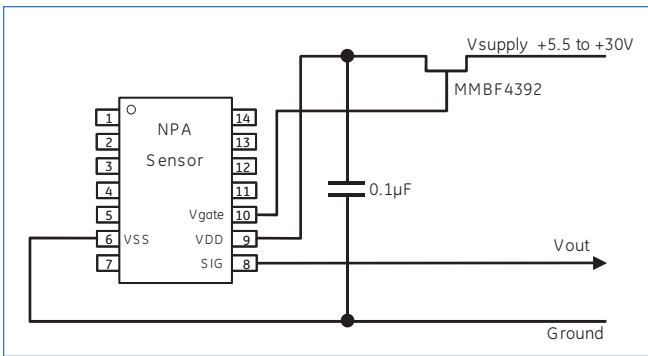 Vsupply +5.5 to +30V
MMBF4392
1
NPA
14
2
13
3
Sensor
12
4
11
0.1µF
5
Vgate
10
6
VSS
VDD
9
7
SIG
8
Vout
Ground